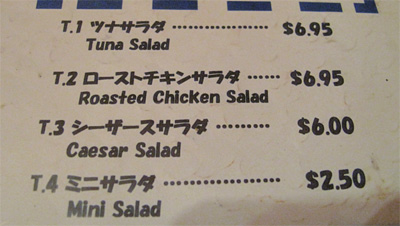 T.1 ツナサラダ ・・・・・・・・・・・・・・・ $6.95
Tuna Salad
T.2 ローストチキンサラダ ・・・・・・ $6.95
Roasted Chicken Salad
T.3 シーザースサラダ ・・・・・・・・・・ $6.00
Caesar Salad
T.4 ミニサラダ ・・・・・・・・・・・・・・・・・ $2.50
Mini Salad